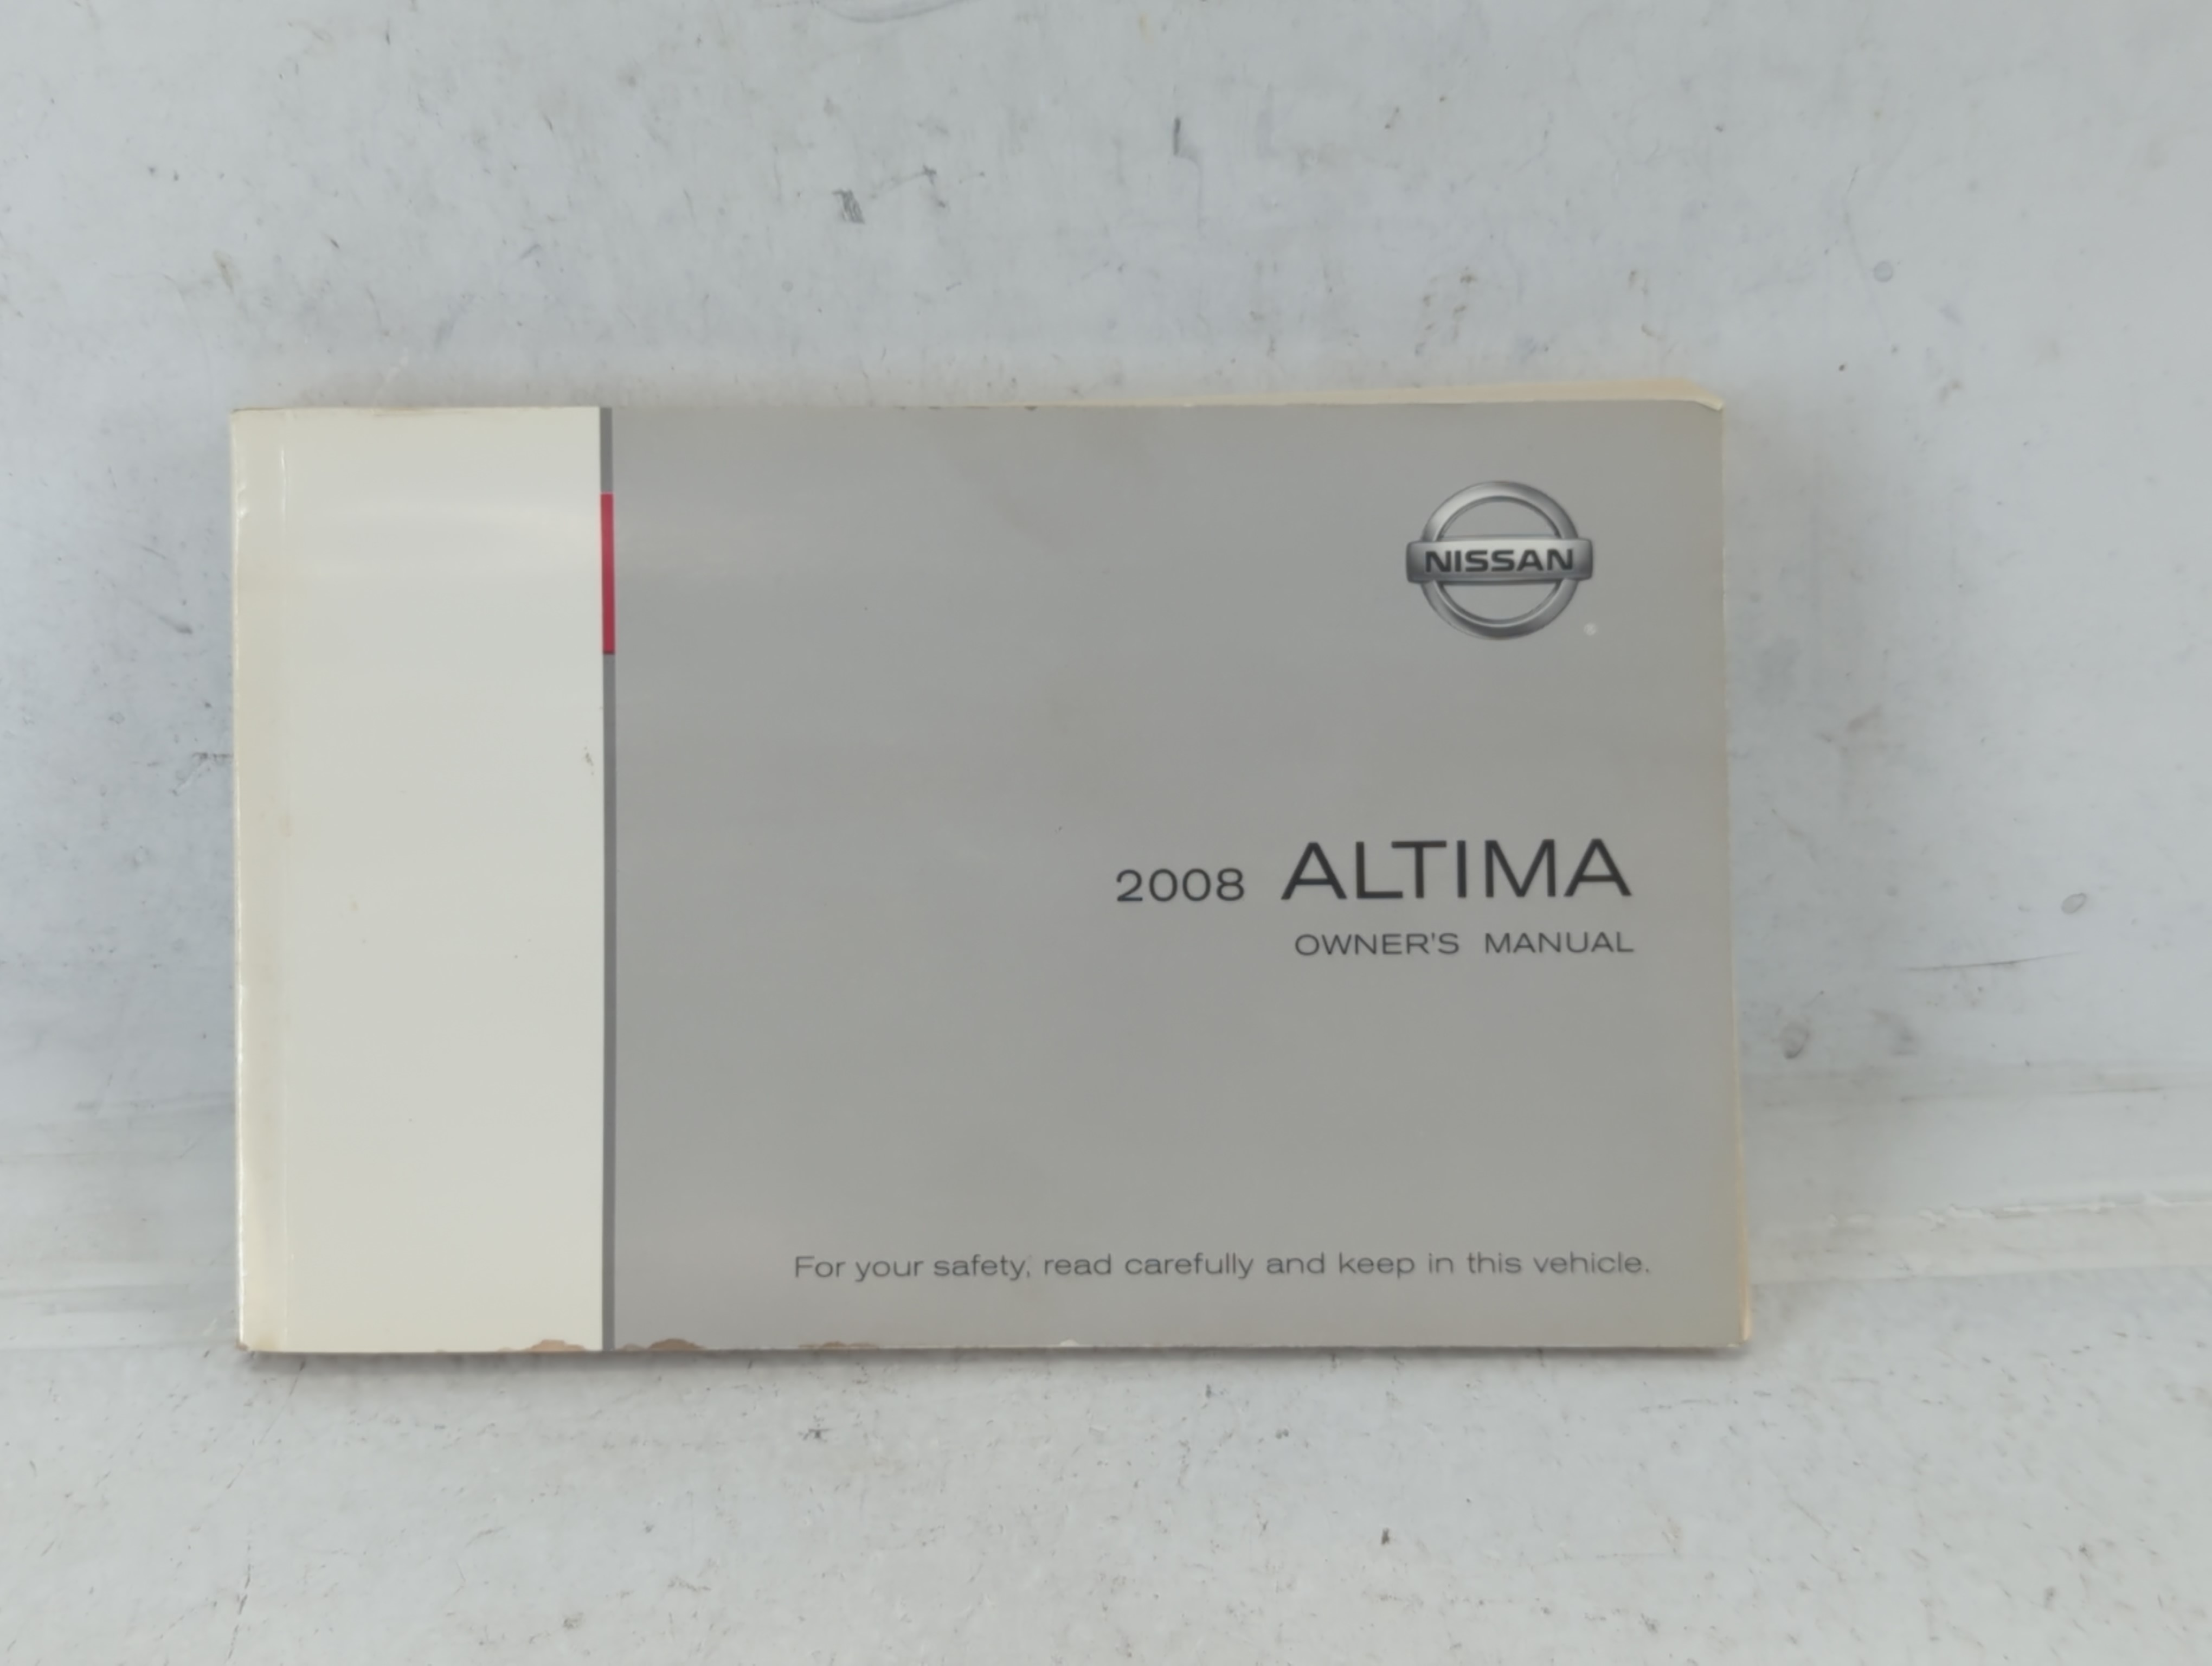 NISSAN
2008 ALTIMA
OWNER'S MANUAL
For your safety, read carefully and keep in this vehicle.